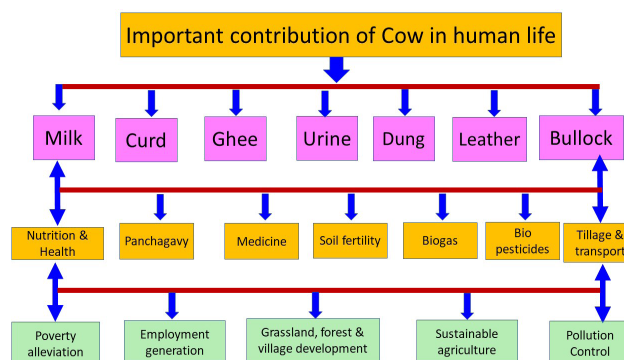 Important contribution of Cow in human life
Milk
Curd
Ghee
Urine
Dung
Leather
Bullock
Nutrition &
Health
Panchagavy
Medicine
Soil fertility
Biogas
Bio
pesticides
Tillage &
transport
Poverty
alleviation
Employment
generation
Grassland, forest &
village development
Sustainable
agriculture
Pollution
Control